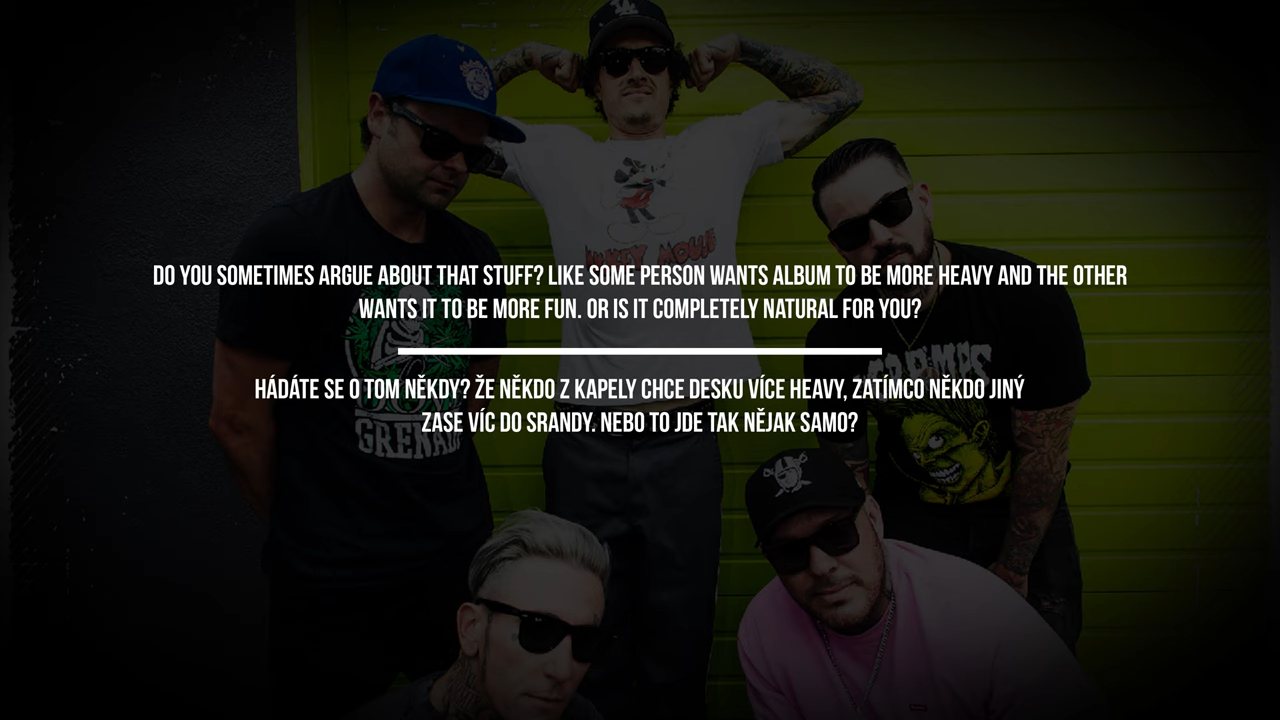 DO YOU SOMETIMES ARGUE ABOUT THAT STUFF? LIKE SOME PERSON WANTS ALBUM TO BE MORE HEAVY AND THE OTHER
WANTS IT TO BE MORE FUN. OR IS IT COMPLETELY NATURAL FOR YOU?
HÁDÁTE SE O TOM NĚKDY? ŽE NĚKDO Z KAPELY CHCE DESKU VÍCE HEAVY, ZATÍMCO NĚKDO JINÝ
ZASE VÍC DO SRANDY. NEBO TO JDE TAK NĚJAK SAMO?